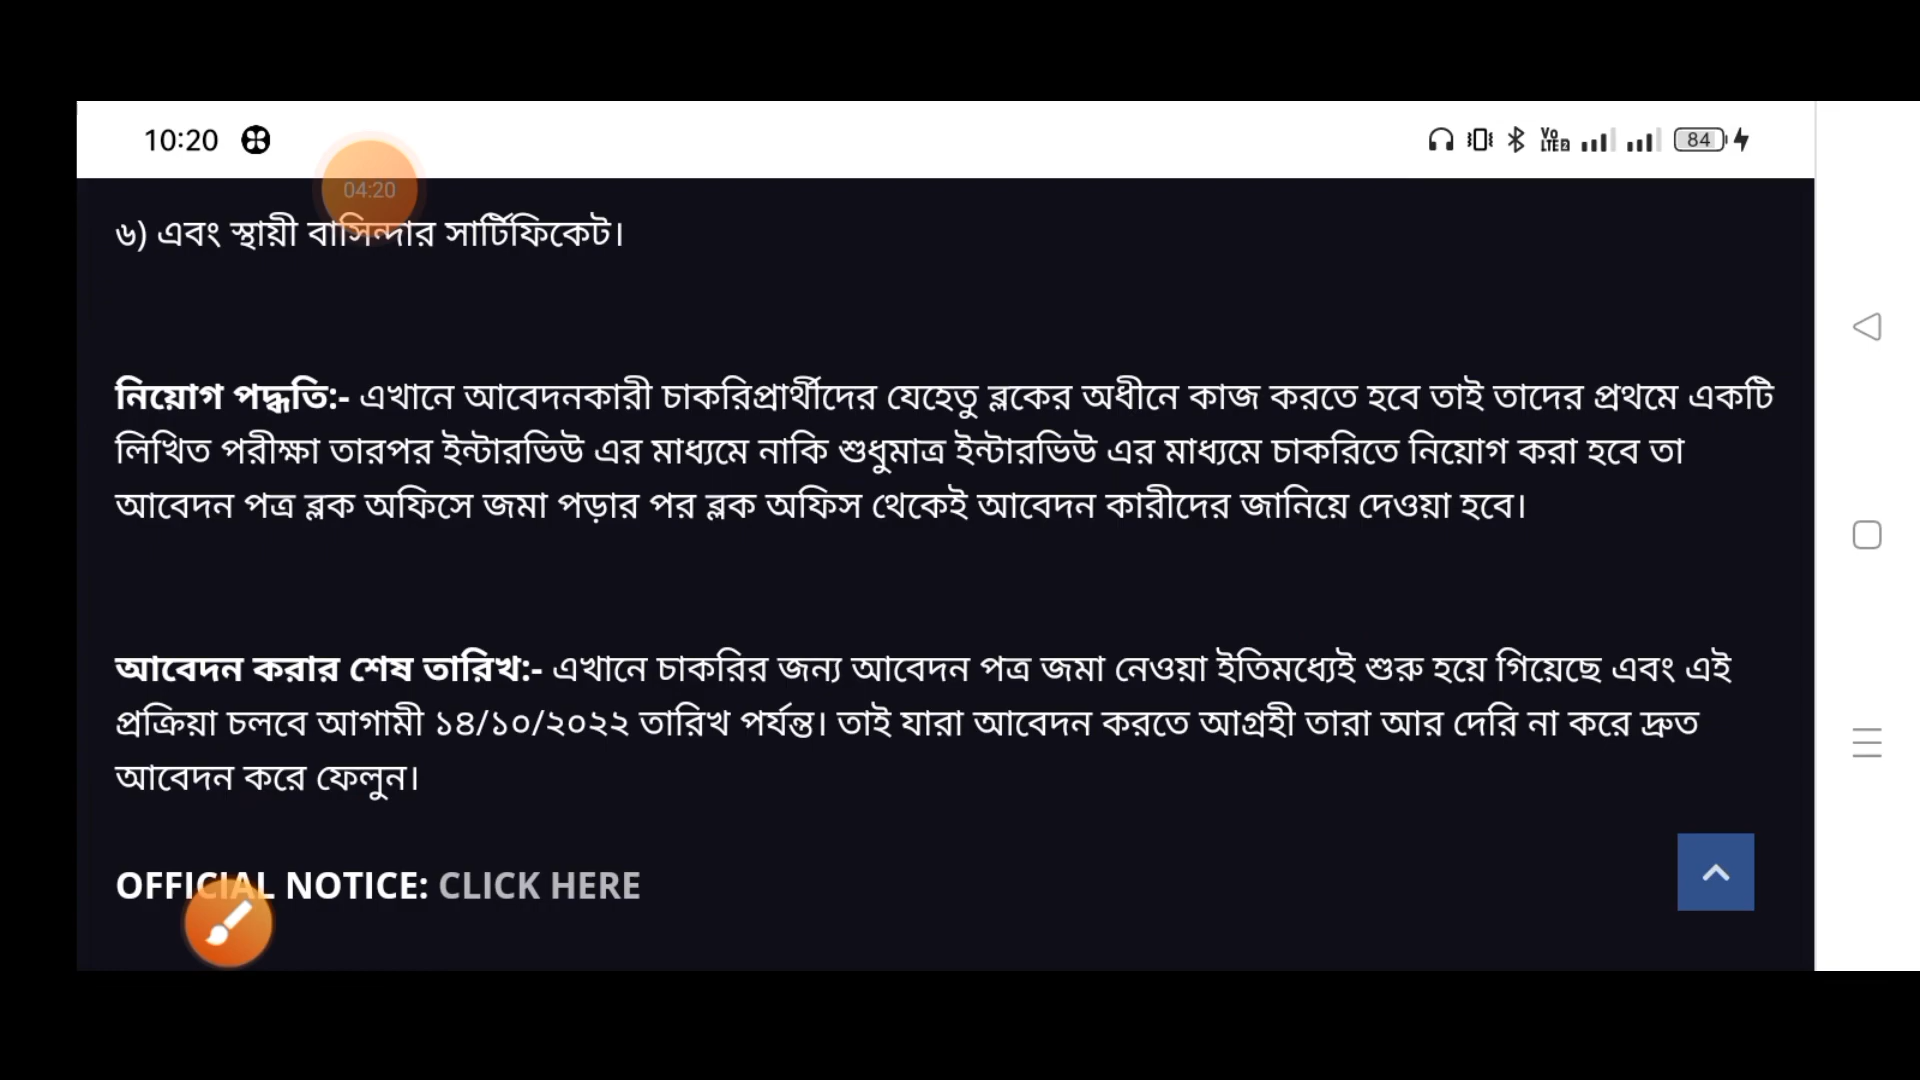 10:20
84
04:20
৬) এবং স্থায়ী বাসিন্দার সার্টিফিকেট।
নিয়োগ পদ্ধতি:- এখানে আবেদনকারী চাকরিপ্রার্থীদের যেহেতু ব্লকের অধীনে কাজ করতে হবে তাই তাদের প্রথমে একটি
লিখিত পরীক্ষা তারপর ইন্টারভিউ এর মাধ্যমে নাকি শুধুমাত্র ইন্টারভিউ এর মাধ্যমে চাকরিতে নিয়োগ করা হবে তা
আবেদন পত্র ব্লক অফিসে জমা পড়ার পর ব্লক অফিস থেকেই আবেদন কারীদের জানিয়ে দেওয়া হবে।
আবেদন করার শেষ তারিখ:- এখানে চাকরির জন্য আবেদন পত্র জমা নেওয়া ইতিমধ্যেই শুরু হয়ে গিয়েছে এবং এই
প্রক্রিয়া চলবে আগামী ১৪/১০/২০২২ তারিখ পর্যন্ত। তাই যারা আবেদন করতে আগ্রহী তারা আর দেরি না করে দ্রুত
আবেদন করে ফেলুন।
OFFICIAL NOTICE: CLICK HERE